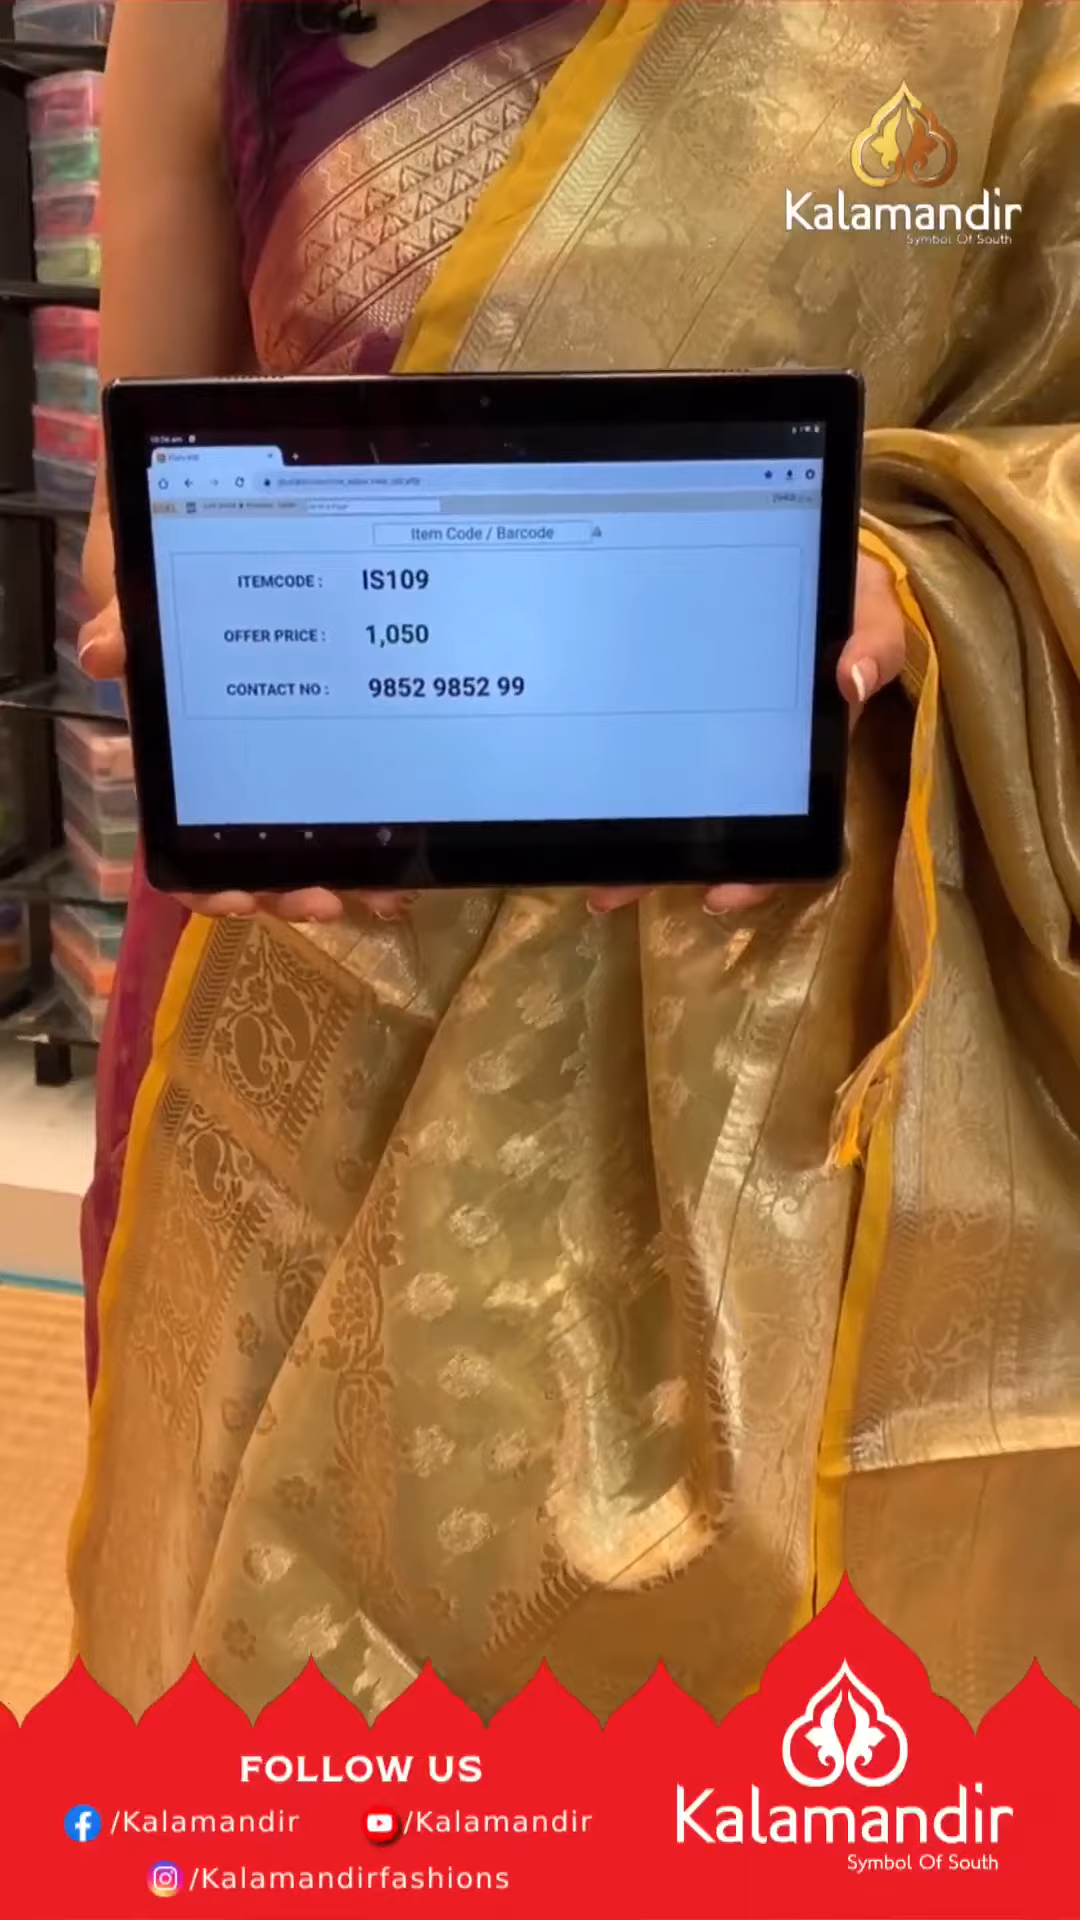 Kalamandir
Symbol Of South
Item Code / Barcode
ITEMCODE : IS109
OFFER PRICE : 1,050
CONTACT NO : 9852 9852 99
FOLLOW US
/Kalamandir
/Kalamandir
/Kalamandirfashions
Kalamandir
Symbol Of South